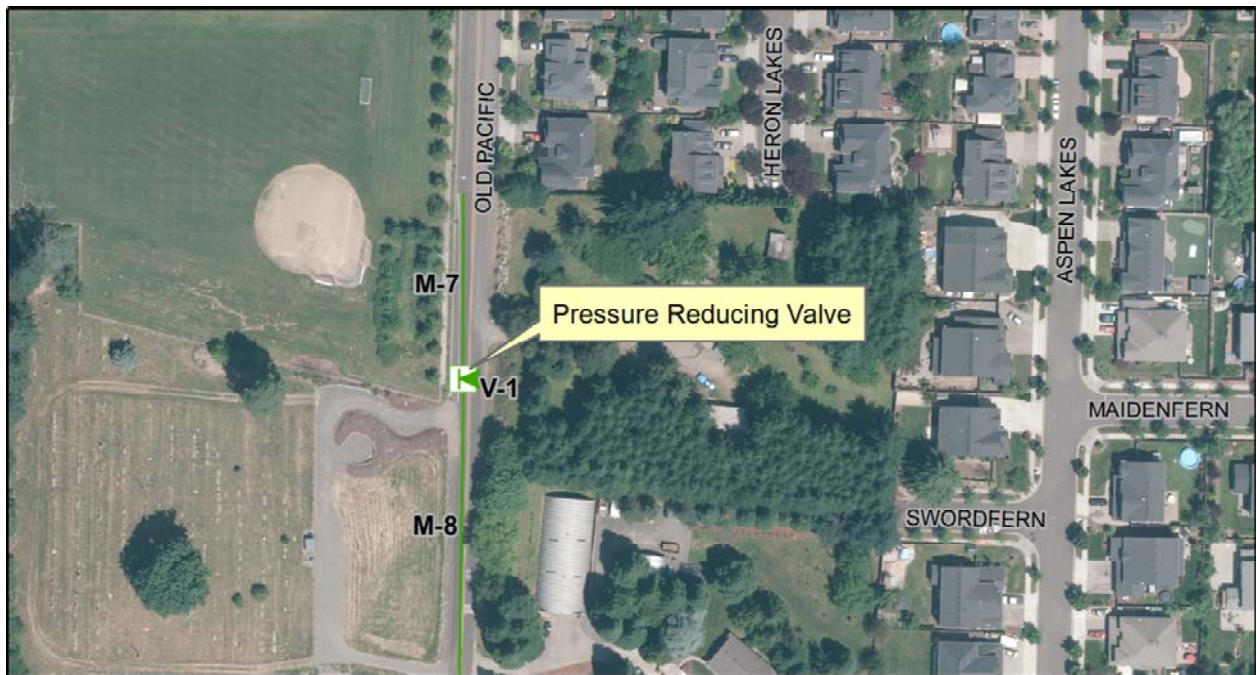 OLD PACIFIC
HERON LAKES
ASPEN LAKES
M-7
Pressure Reducing Valve
V-1
MAIDENFERN
M-8
SWORDFERN